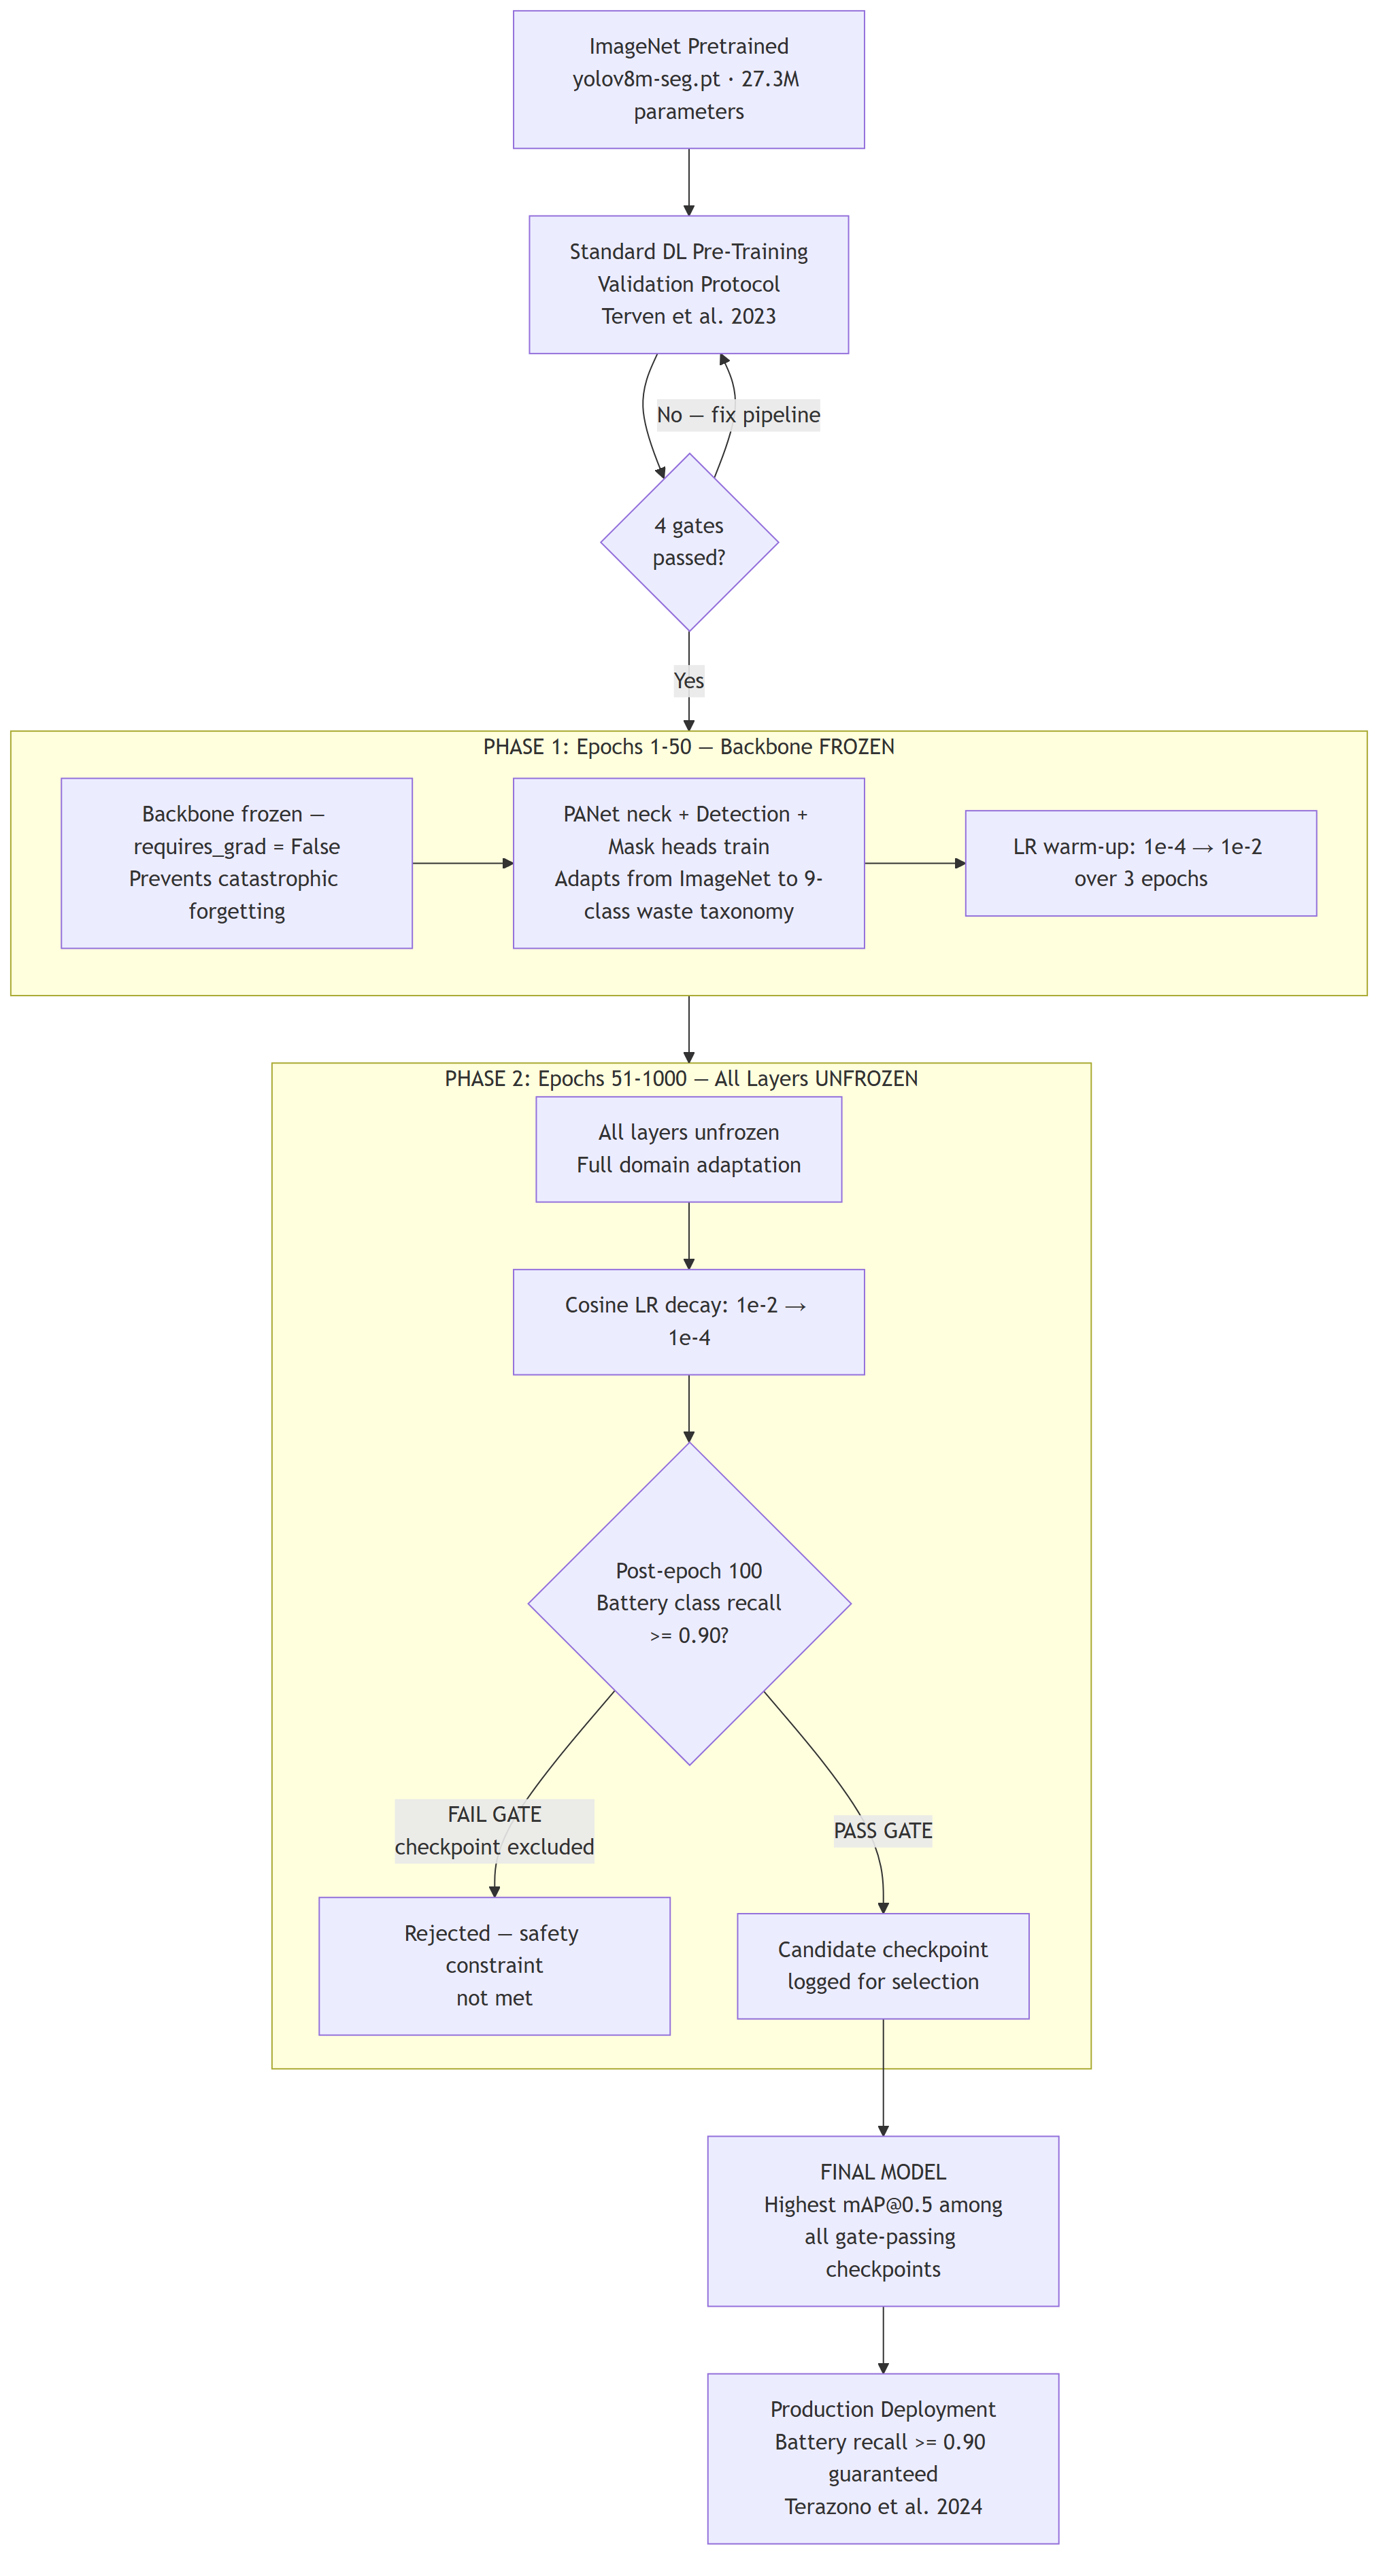 ImageNet Pretrained
yolov8m-seg.pt · 27.3M
parameters
Standard DL Pre-Training
Validation Protocol
Terven et al. 2023
No — fix pipeline
4 gates
passed?
Yes
PHASE 1: Epochs 1-50 — Backbone FROZEN
Backbone frozen —
requires_grad = False
Prevents catastrophic
forgetting
PANet neck + Detection +
Mask heads train
Adapts from ImageNet to 9-
class waste taxonomy
LR warm-up: 1e-4 → 1e-2
over 3 epochs
PHASE 2: Epochs 51-1000 — All Layers UNFROZEN
All layers unfrozen
Full domain adaptation
Cosine LR decay: 1e-2 →
1e-4
Post-epoch 100
Battery class recall
>= 0.90?
FAIL GATE
checkpoint excluded
PASS GATE
Rejected — safety
constraint
not met
Candidate checkpoint
logged for selection
FINAL MODEL
Highest mAP@0.5 among
all gate-passing
checkpoints
Production Deployment
Battery recall >= 0.90
guaranteed
Terazono et al. 2024